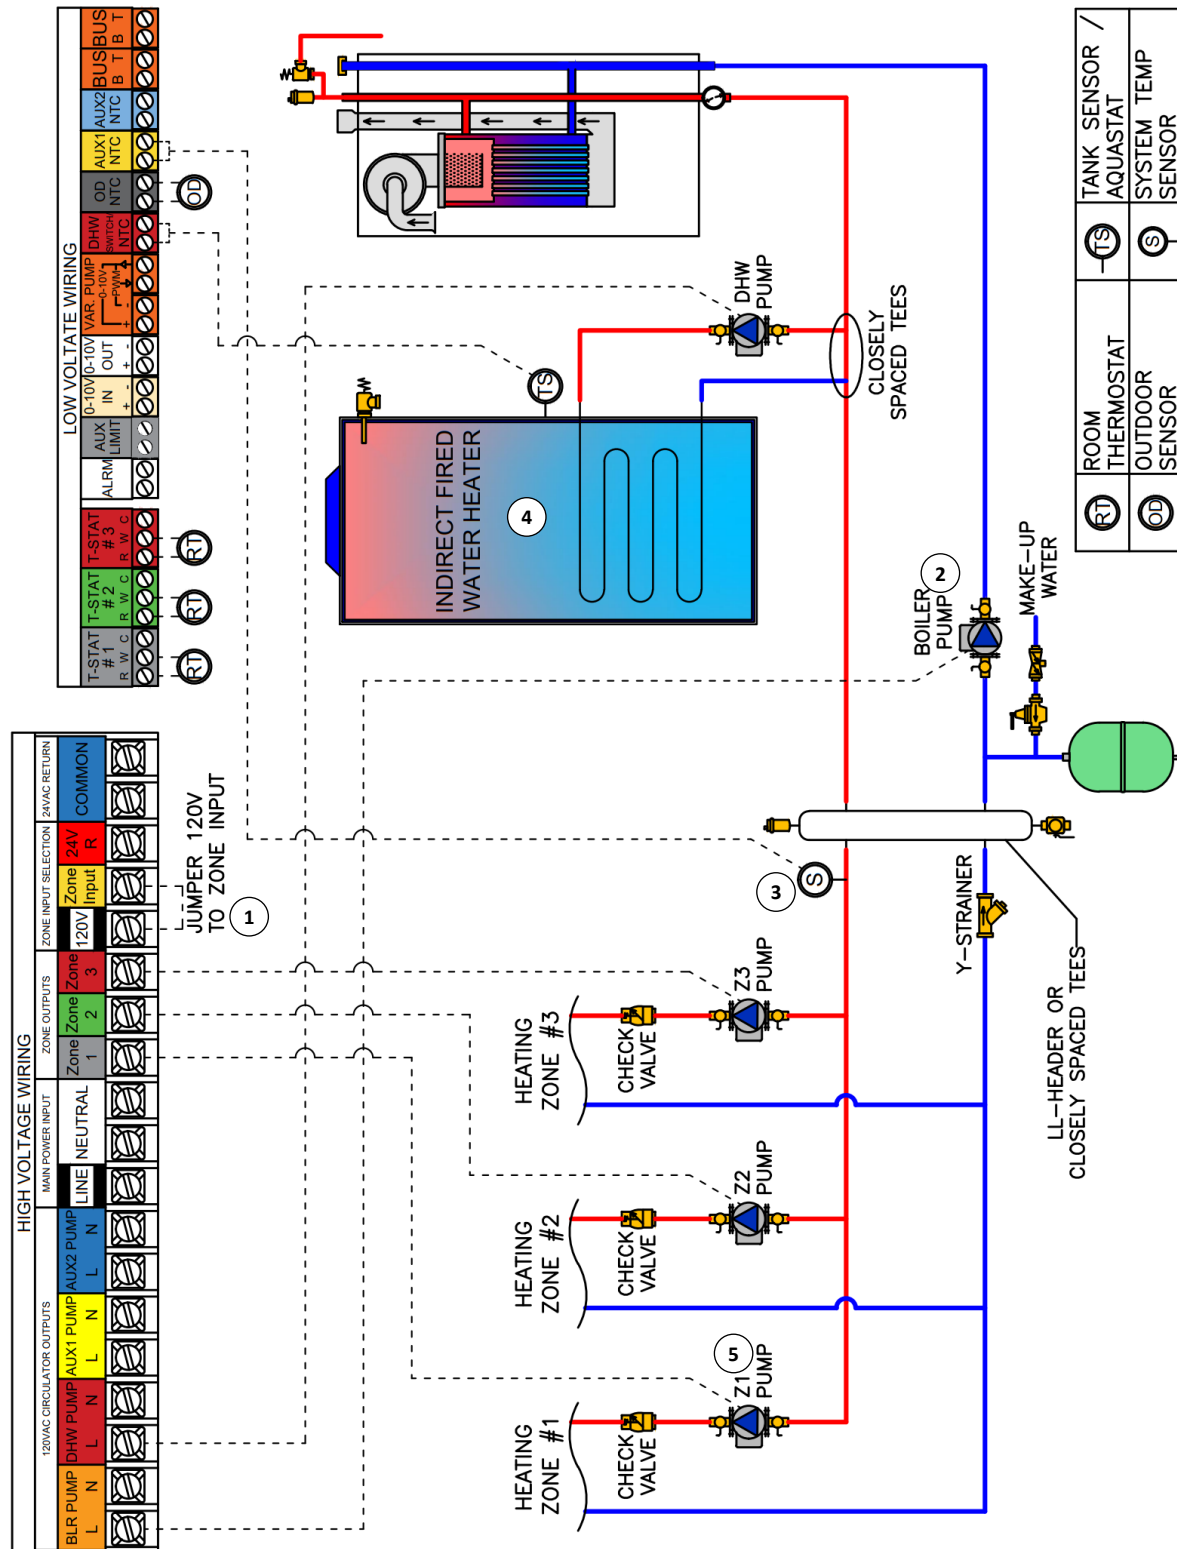 HIGH VOLTAGE WIRING
120VAC CIRCULATOR OUTPUTS
MAIN POWER INPUT
ZONE OUTPUTS
ZONE INPUT SELECTION
24VAC RETURN
BLR PUMP
L N
DHW PUMP
L N
AUX1 PUMP
L N
AUX2 PUMP
L N
LINE
NEUTRAL
Zone
1
Zone
2
Zone
3
120V
Zone
Input
24V
R
COMMON
JUMPER 120V
TO ZONE INPUT
1
LOW VOLTATE WIRING
T-STAT
# 1
R W C
T-STAT
# 2
R W C
T-STAT
# 3
R W C
ALRM
AUX
LIMIT
0-10V
IN
+ -
0-10V
OUT
+ -
VAR. PUMP
0-10V
PWM
+ -
DHW
SWITCH/
NTC
OD
NTC
AUX1
NTC
AUX2
NTC
BUS
B T
BUS
B T
RT
RT
RT
OD
INDIRECT FIRED
WATER HEATER
4
TS
DHW
PUMP
CLOSELY
SPACED TEES
BOILER
PUMP
2
MAKE-UP
WATER
3
S
Y-STRAINER
LL-HEADER OR
CLOSELY SPACED TEES
HEATING
ZONE #1
CHECK
VALVE
Z1
PUMP
5
HEATING
ZONE #2
CHECK
VALVE
Z2
PUMP
HEATING
ZONE #3
CHECK
VALVE
Z3
PUMP
RT
ROOM
THERMOSTAT
TS
TANK SENSOR /
AQUASTAT
OD
OUTDOOR
SENSOR
S
SYSTEM TEMP
SENSOR